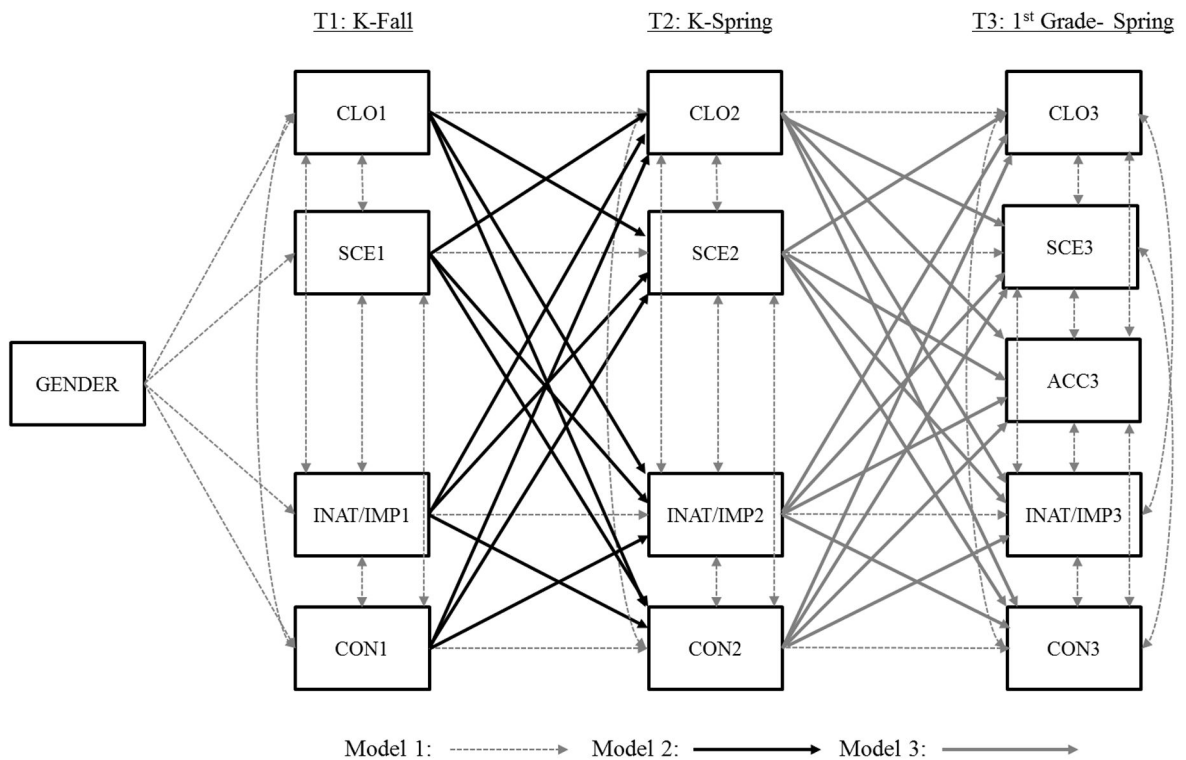 T1: K-Fall T2: K-Spring T3: 1st Grade- Spring
CLO1 CLO2 CLO3
SCE1 SCE2 SCE3
GENDER ACC3
INAT/IMP1 INAT/IMP2 INAT/IMP3
CON1 CON2 CON3
Model 1: Model 2: Model 3: